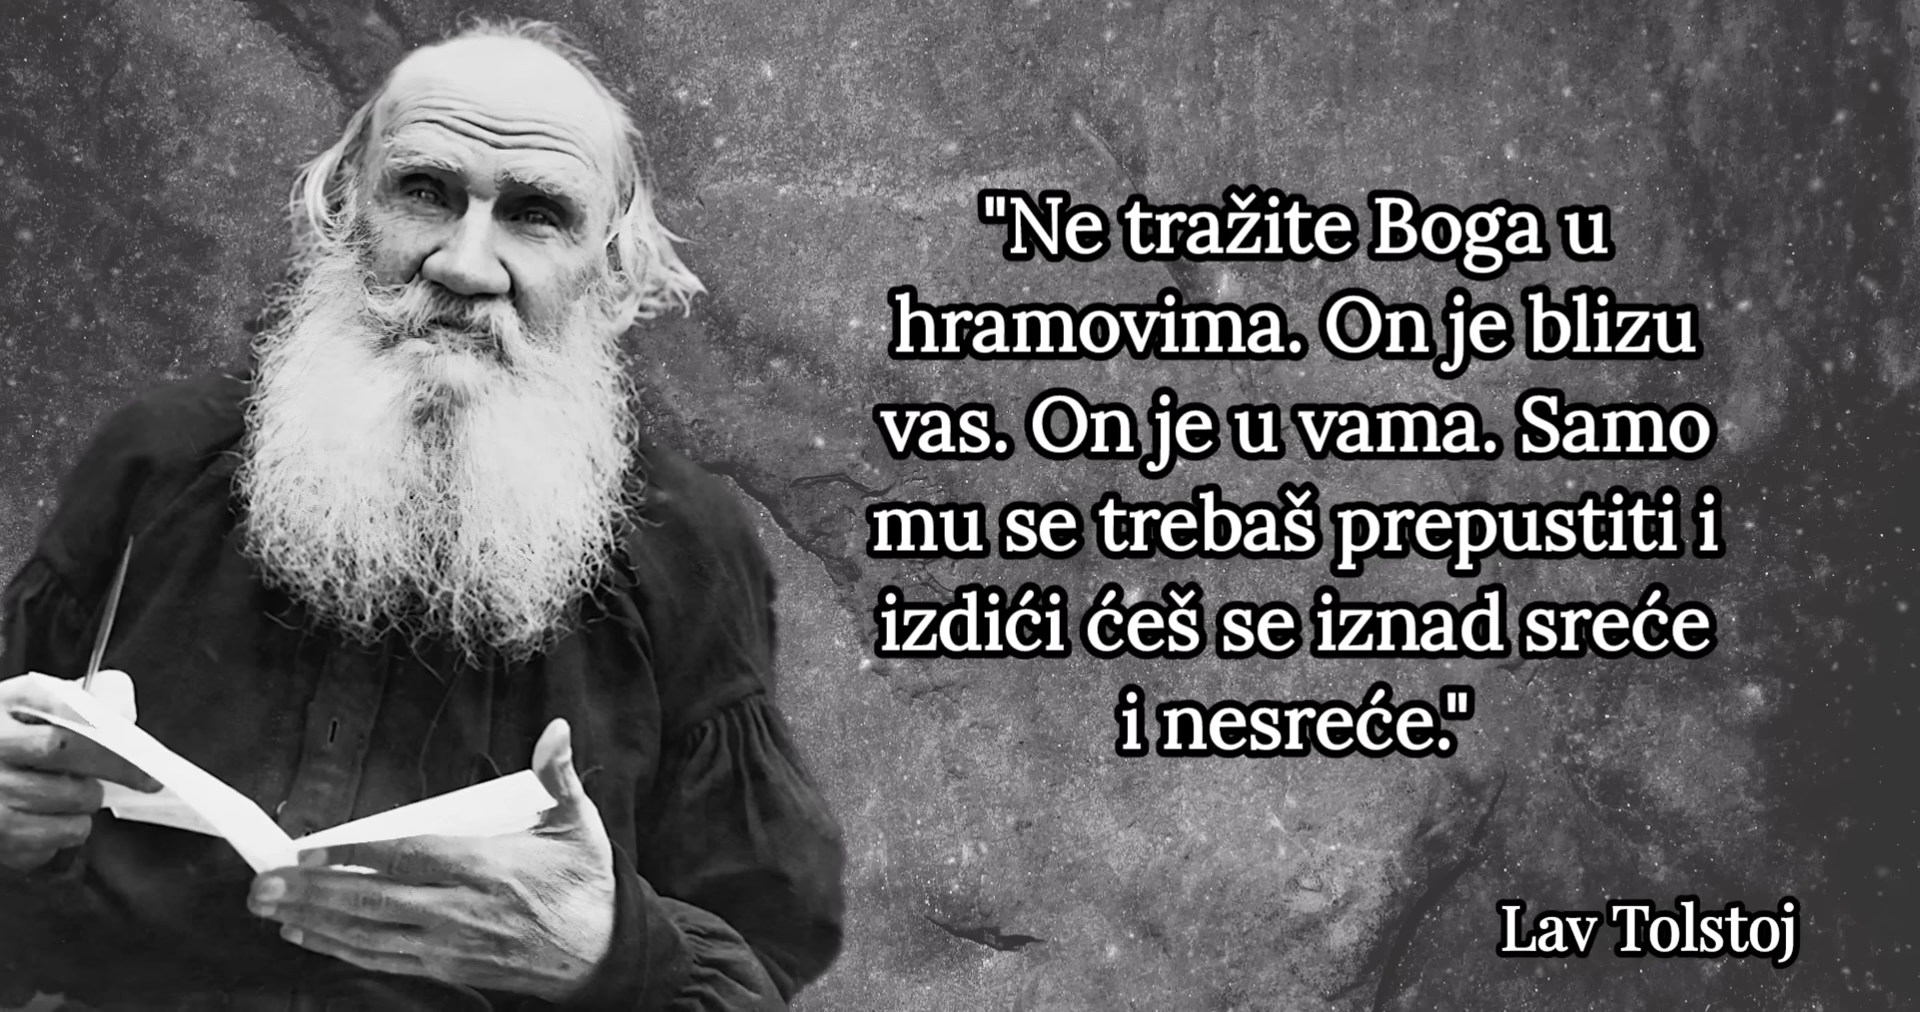 "Ne tražite Boga u
hramovima. On je blizu
vas. On je u vama. Samo
mu se trebaš prepustiti i
izdići ćeš se iznad sreće
i nesreće."
Lav Tolstoj